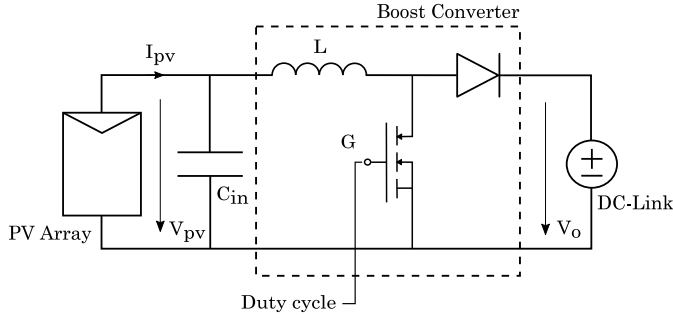 Boost Converter
Ipv
L
G
Cin
PV Array
Vpv
DC-Link
Vo
Duty cycle